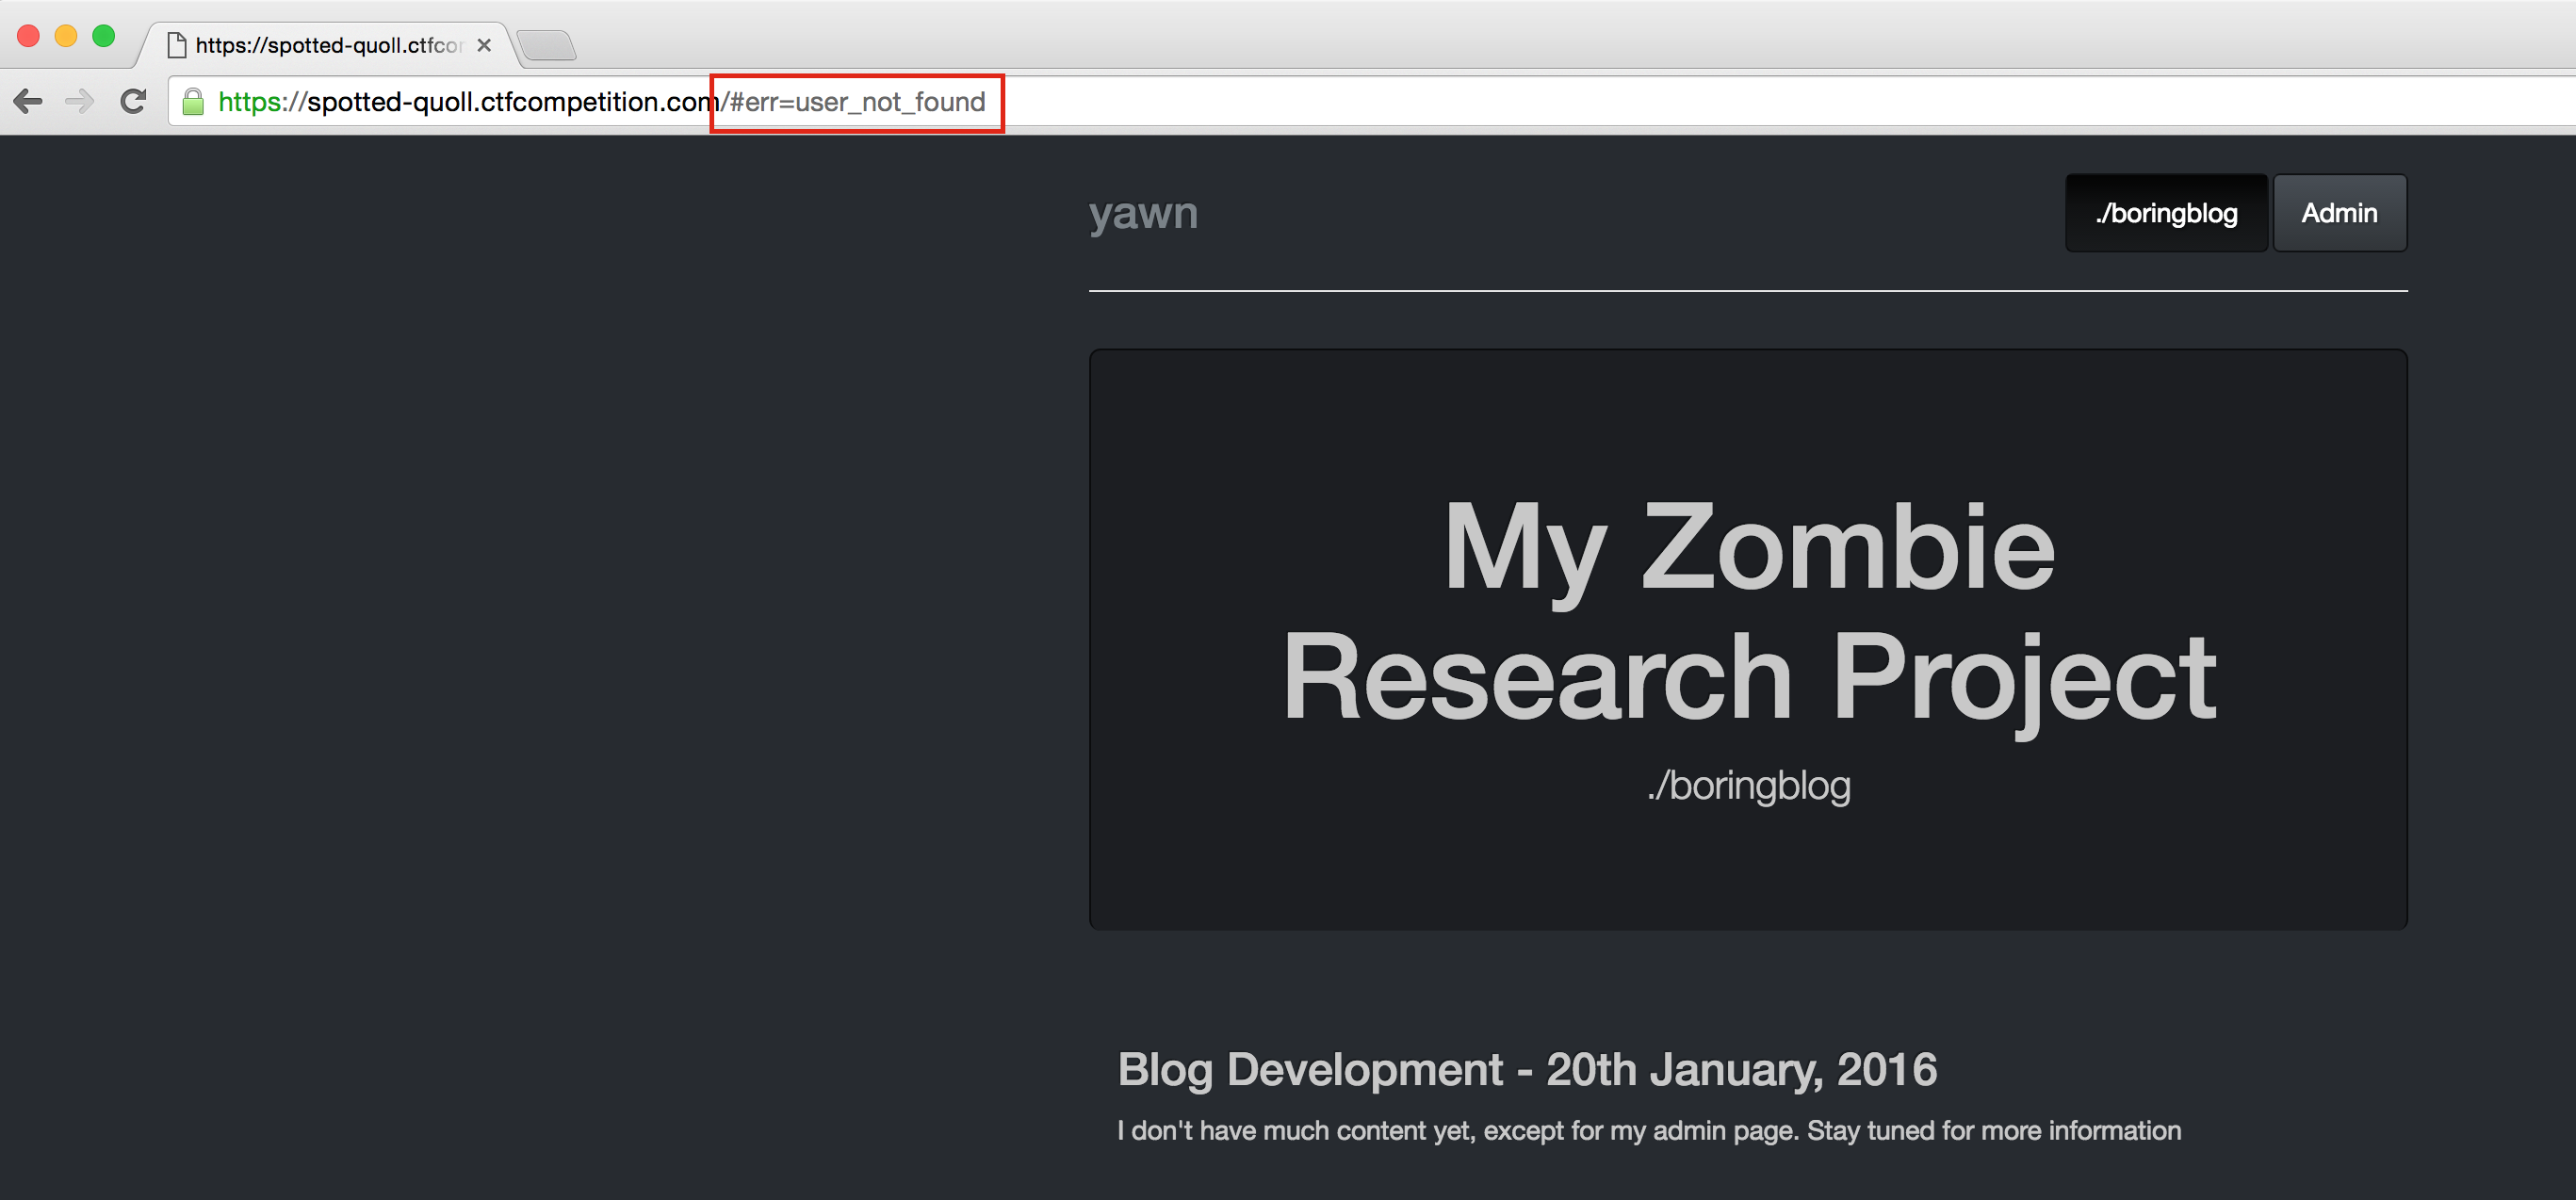 https://spotted-quoll.ctfcom
https://spotted-quoll.ctfcompetition.com/#err=user_not_found
yawn
./boringblog
Admin
My Zombie
Research Project
./boringblog
Blog Development - 20th January, 2016
I don't have much content yet, except for my admin page. Stay tuned for more information